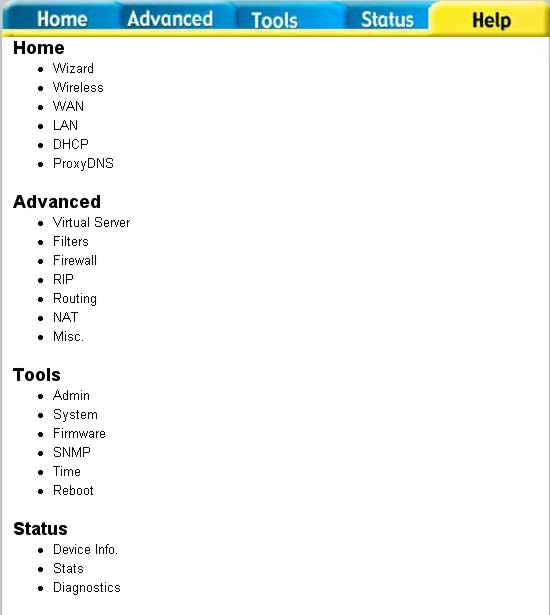 Home Advanced Tools Status Help
Home
Wizard
Wireless
WAN
LAN
DHCP
ProxyDNS
Advanced
Virtual Server
Filters
Firewall
RIP
Routing
NAT
Misc.
Tools
Admin
System
Firmware
SNMP
Time
Reboot
Status
Device Info.
Stats
Diagnostics